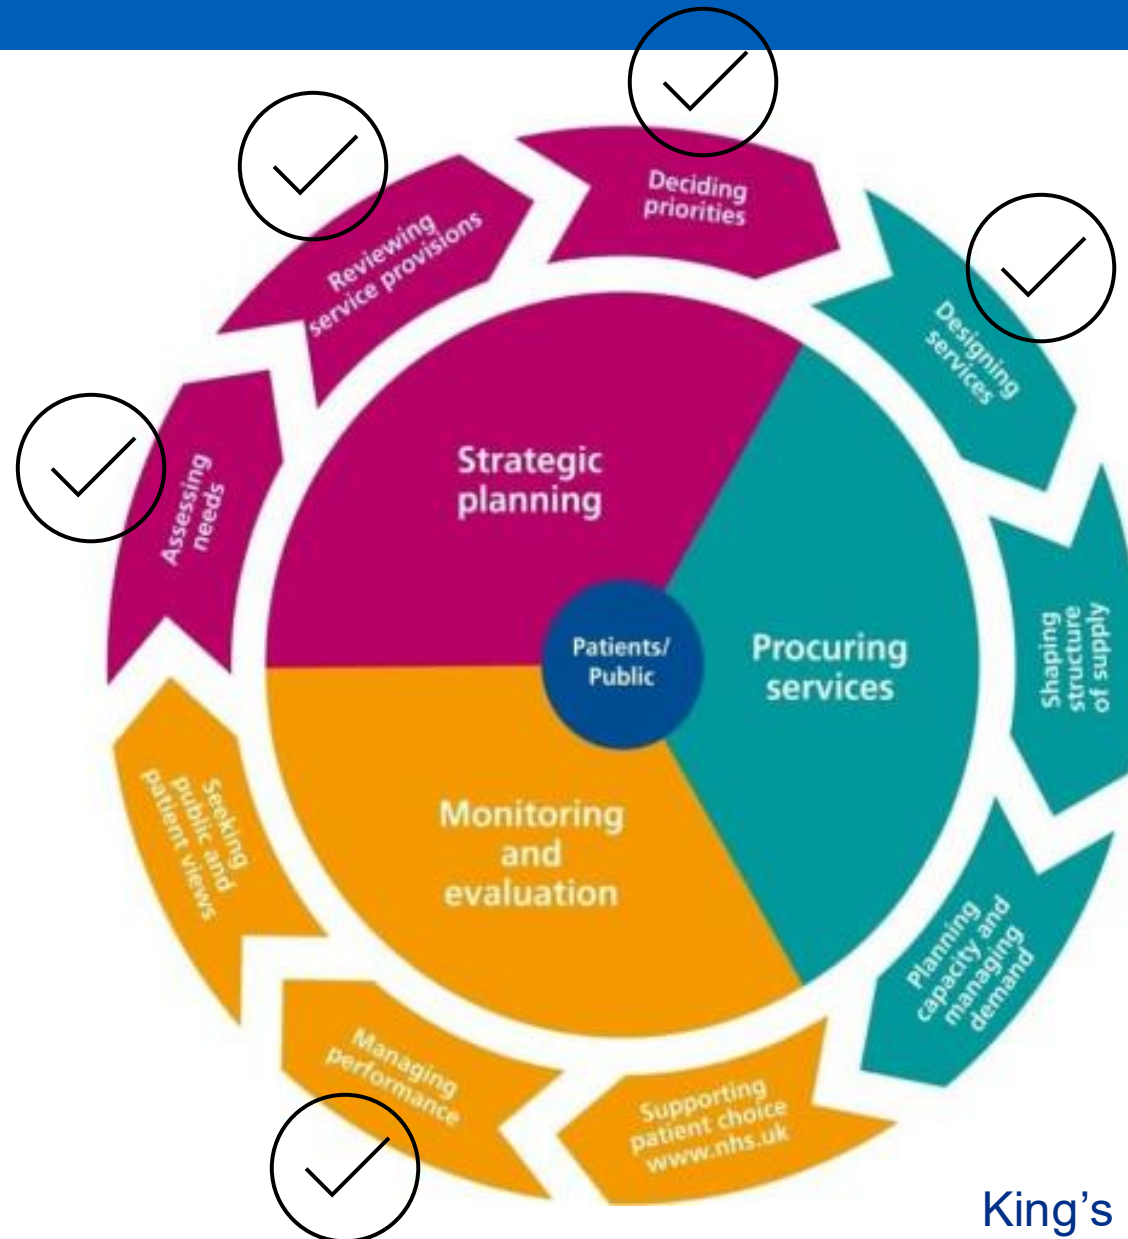 Deciding
priorities
Reviewing
service provisions
Designing
services
Assessing
needs
Strategic
planning
Patients/
Public
Procuring
services
Shaping
structure
of supply
Monitoring
and
evaluation
Seeking
public and
patient views
Planning
capacity and
managing
demand
Managing
performance
Supporting
patient choice
www.nhs.uk
King's